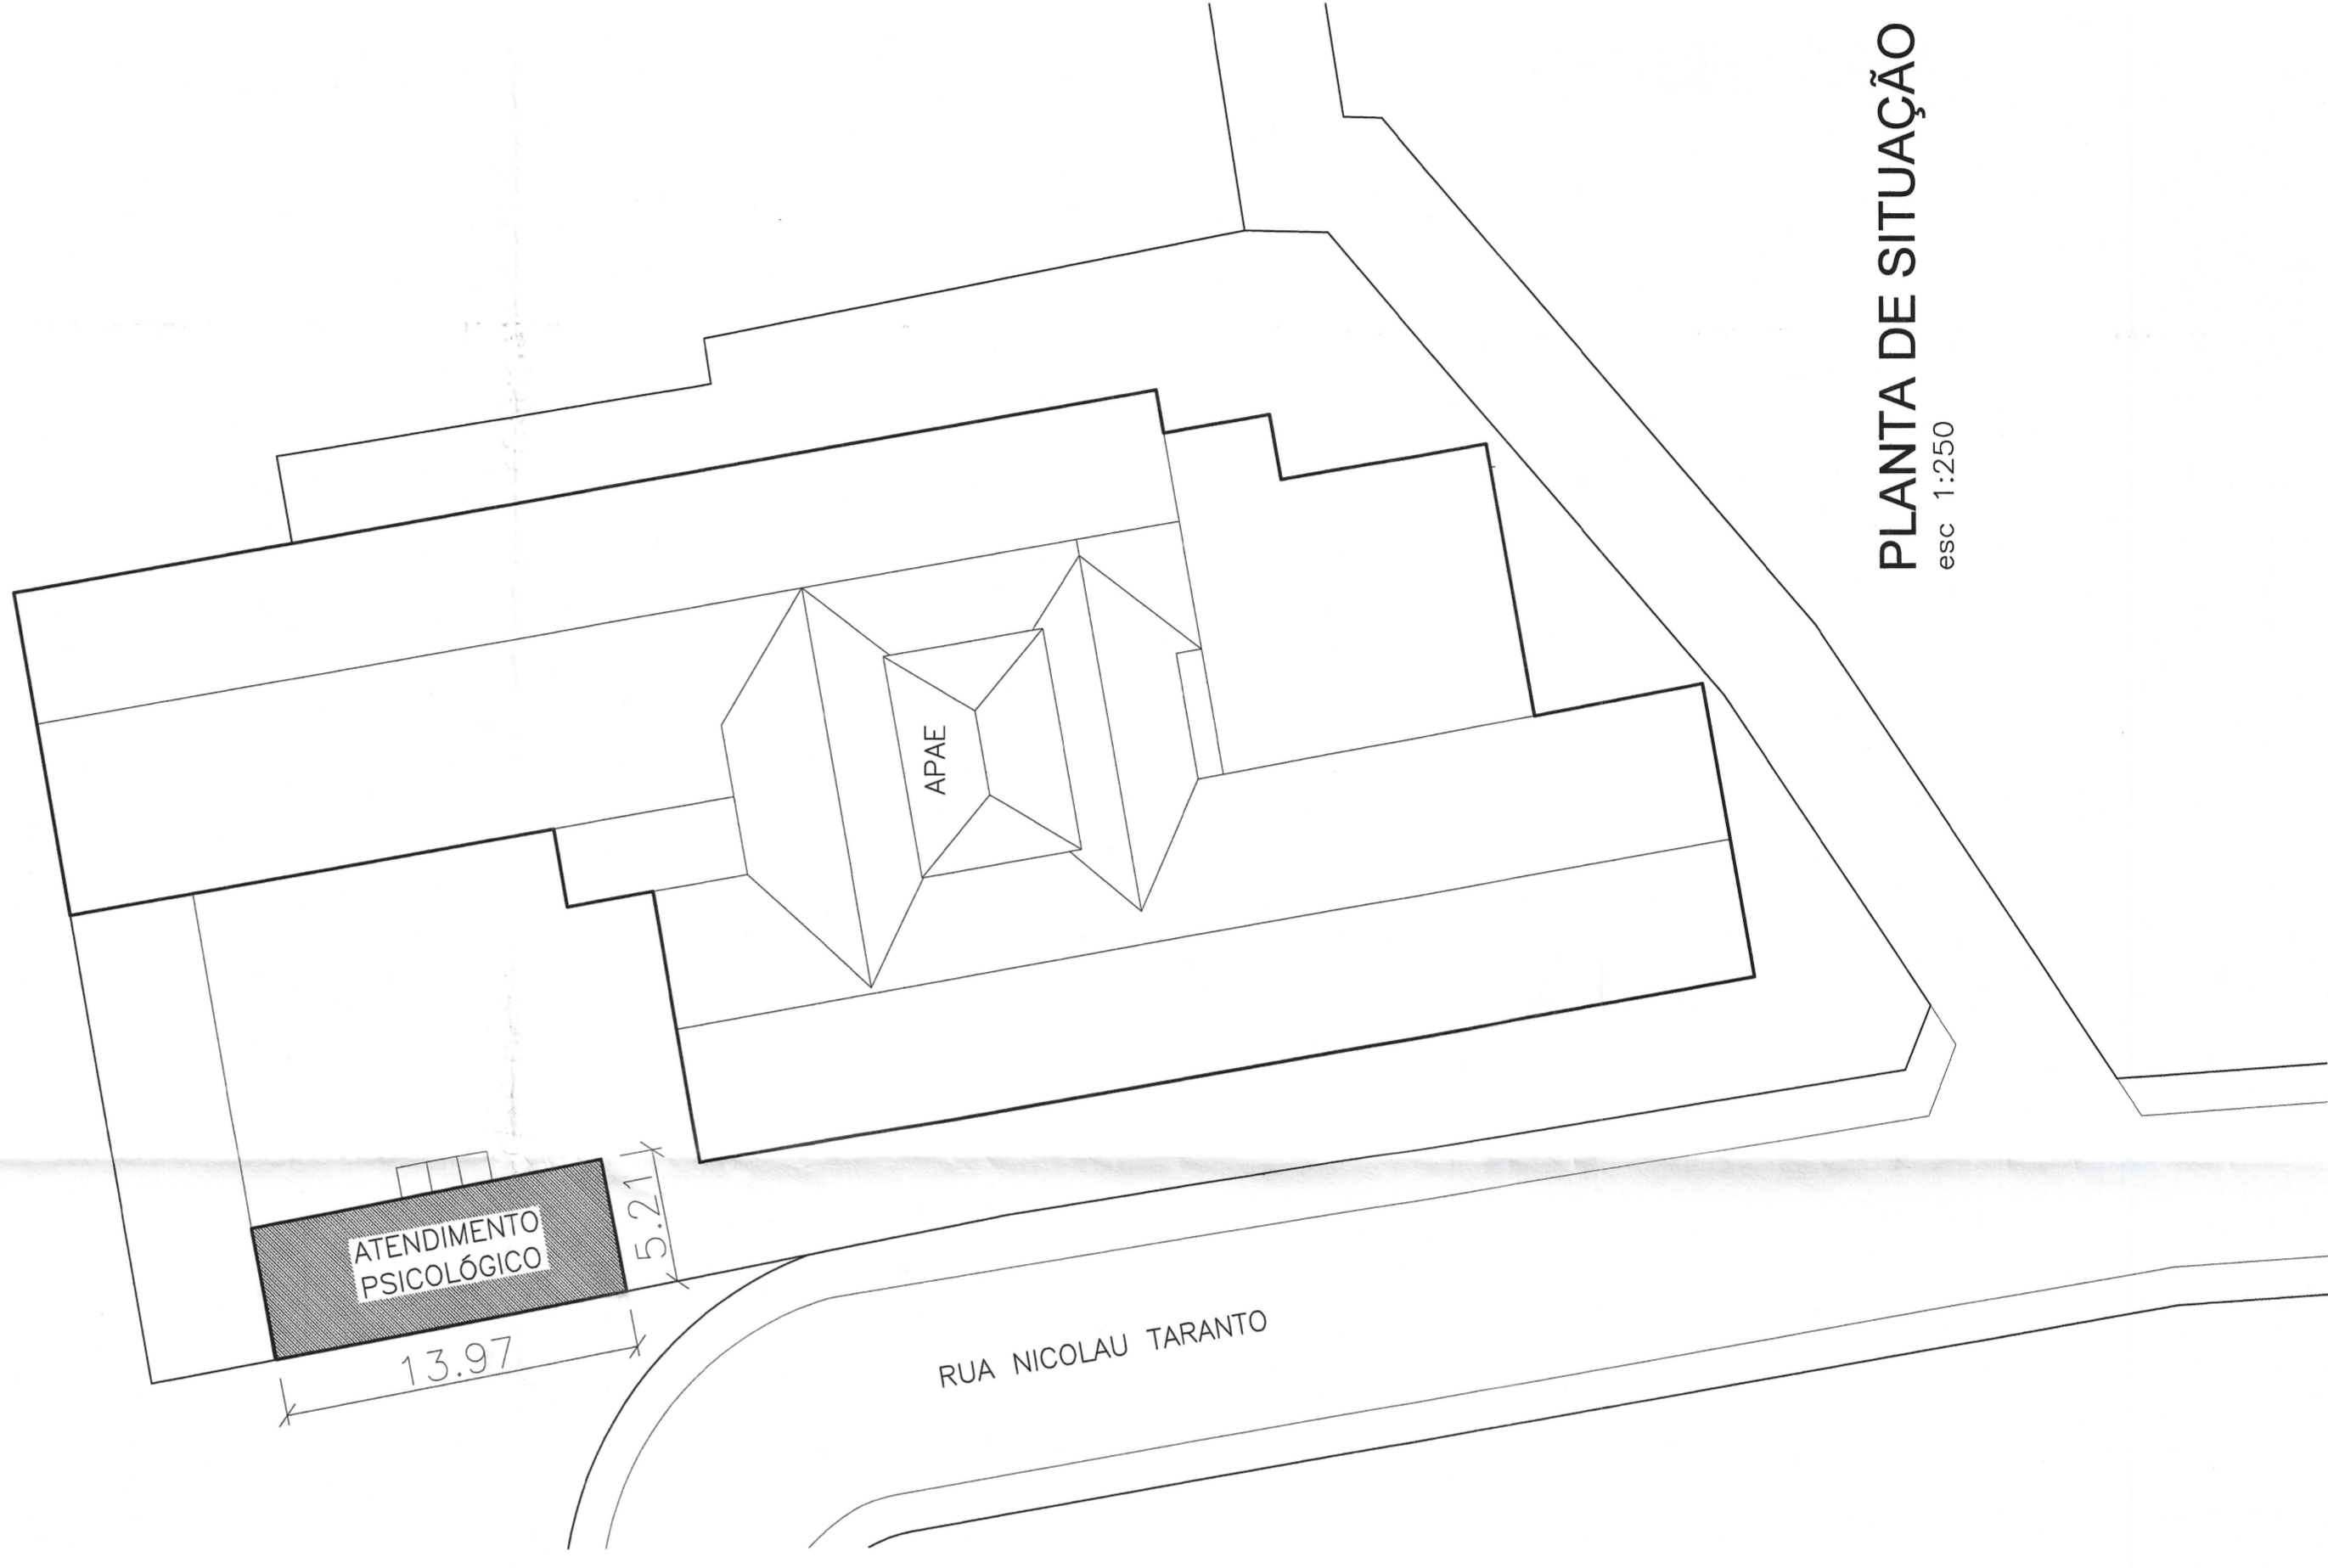 PLANTA DE SITUAÇÃO
esc 1:250
APAE
ATENDIMENTO
PSICOLÓGICO
5.21
13.97
RUA NICOLAU TARANTO